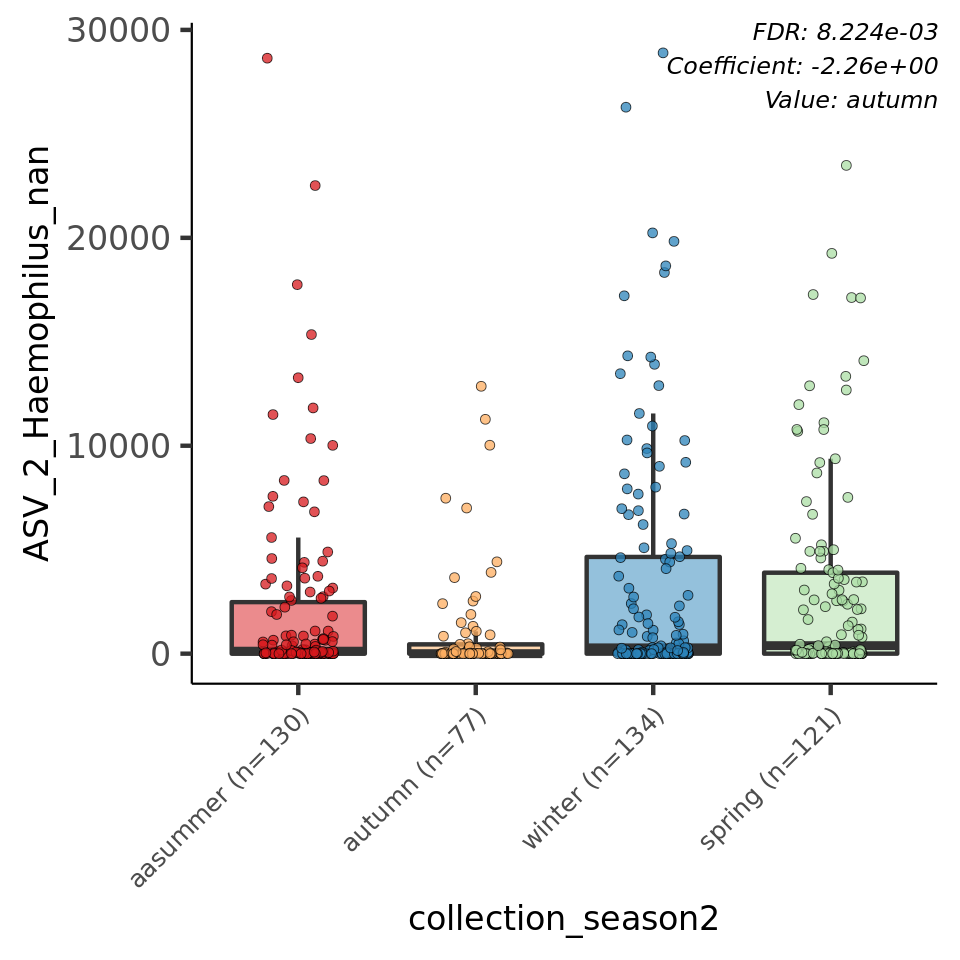 FDR: 8.224e-03
Coefficient: -2.26e+00
Value: autumn
30000
20000
10000
0
ASV_2_Haemophilus_nan
aasummer (n=130)
autumn (n=77)
winter (n=134)
spring (n=121)
collection_season2